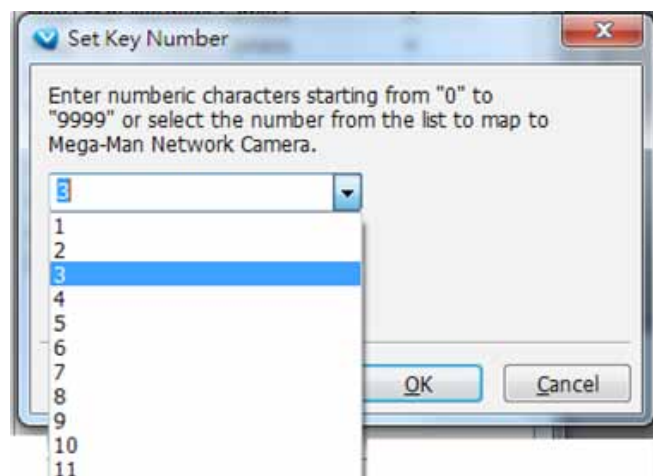 Set Key Number
Enter numberic characters starting from "0" to
"9999" or select the number from the list to map to
Mega-Man Network Camera.
3
1
2
3
4
5
6
7
8
9
10
11
OK
Cancel